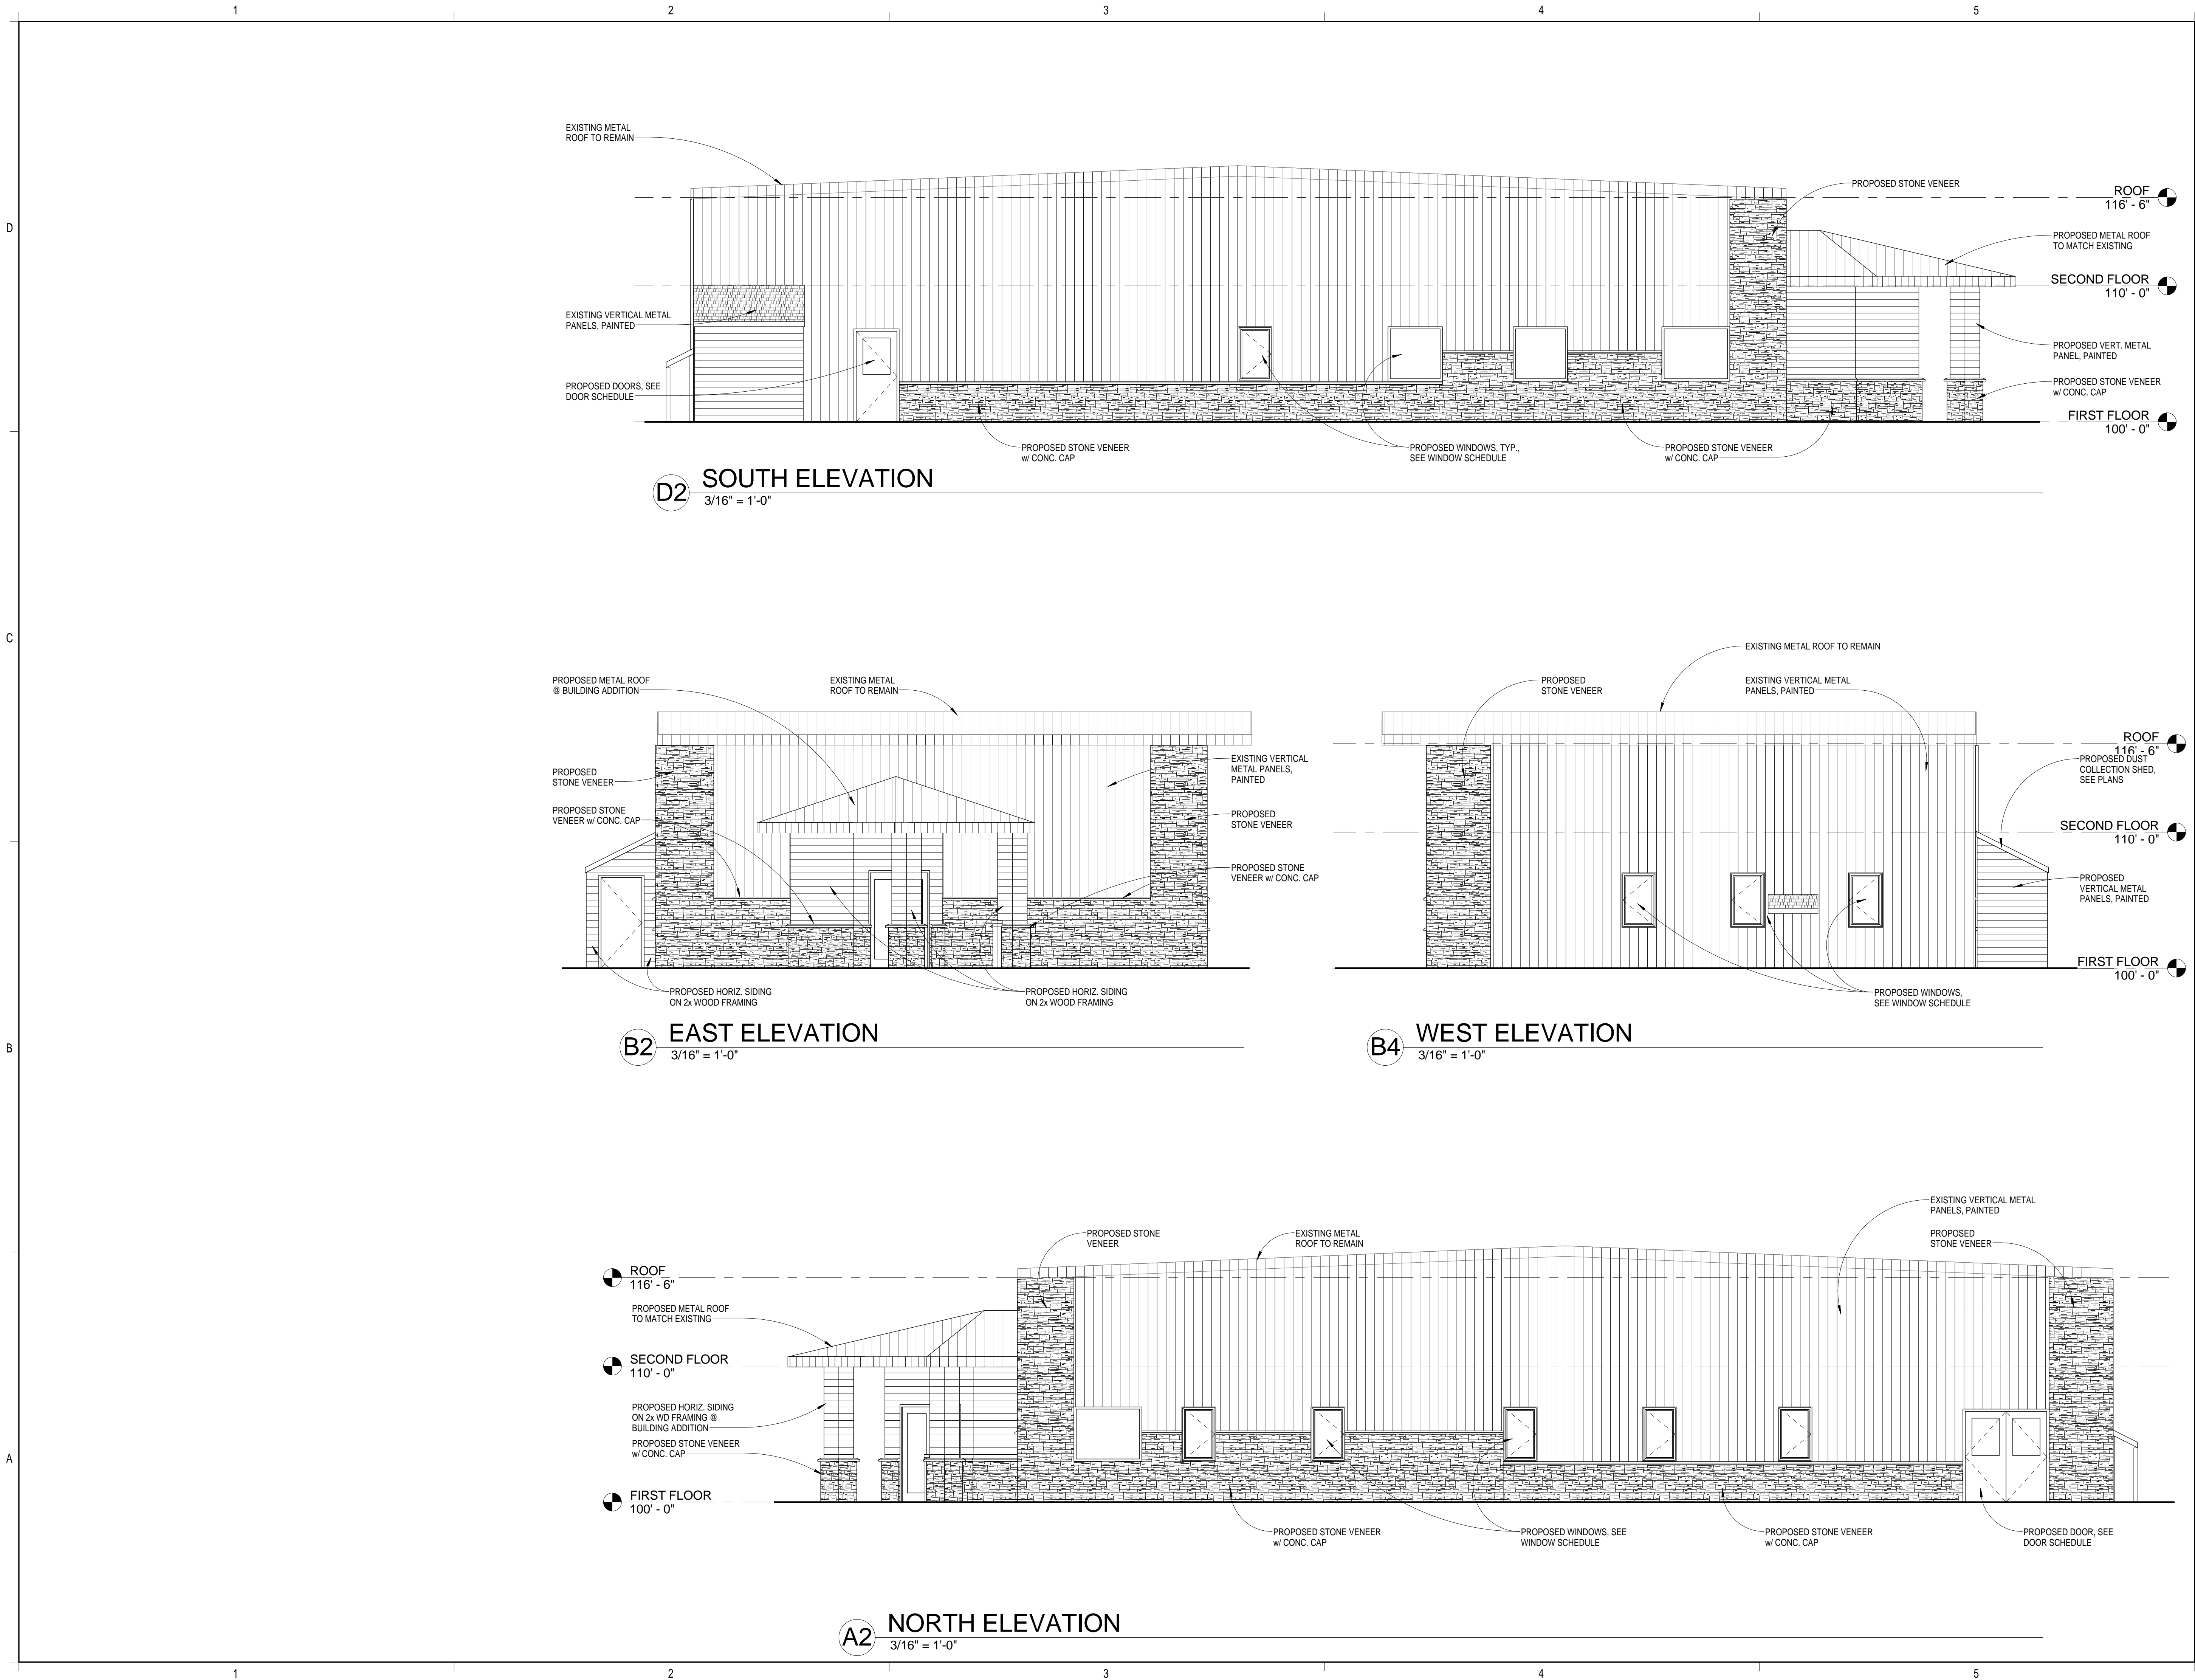 1
2
3
4
5
D
C
B
A
EXISTING METAL
ROOF TO REMAIN
EXISTING VERTICAL METAL
PANELS, PAINTED
PROPOSED DOORS, SEE
DOOR SCHEDULE
PROPOSED STONE VENEER
w/ CONC. CAP
PROPOSED WINDOWS, TYP.,
SEE WINDOW SCHEDULE
PROPOSED STONE VENEER
w/ CONC. CAP
PROPOSED STONE VENEER
ROOF
116' - 6"
PROPOSED METAL ROOF
TO MATCH EXISTING
SECOND FLOOR
110' - 0"
PROPOSED VERT. METAL
PANEL, PAINTED
PROPOSED STONE VENEER
w/ CONC. CAP
FIRST FLOOR
100' - 0"
D2
SOUTH ELEVATION
3/16" = 1'-0"
PROPOSED METAL ROOF
@ BUILDING ADDITION
EXISTING METAL
ROOF TO REMAIN
PROPOSED
STONE VENEER
PROPOSED STONE
VENEER w/ CONC. CAP
EXISTING VERTICAL
METAL PANELS,
PAINTED
PROPOSED
STONE VENEER
PROPOSED STONE
VENEER w/ CONC. CAP
PROPOSED HORIZ. SIDING
ON 2x WOOD FRAMING
PROPOSED HORIZ. SIDING
ON 2x WOOD FRAMING
B2
EAST ELEVATION
3/16" = 1'-0"
EXISTING METAL ROOF TO REMAIN
PROPOSED
STONE VENEER
EXISTING VERTICAL METAL
PANELS, PAINTED
ROOF
116' - 6"
PROPOSED DUST
COLLECTION SHED,
SEE PLANS
SECOND FLOOR
110' - 0"
PROPOSED
VERTICAL METAL
PANELS, PAINTED
FIRST FLOOR
100' - 0"
PROPOSED WINDOWS,
SEE WINDOW SCHEDULE
B4
WEST ELEVATION
3/16" = 1'-0"
EXISTING VERTICAL METAL
PANELS, PAINTED
PROPOSED STONE
VENEER
EXISTING METAL
ROOF TO REMAIN
PROPOSED
STONE VENEER
ROOF
116' - 6"
PROPOSED METAL ROOF
TO MATCH EXISTING
SECOND FLOOR
110' - 0"
PROPOSED HORIZ. SIDING
ON 2x WD FRAMING @
BUILDING ADDITION
PROPOSED STONE VENEER
w/ CONC. CAP
FIRST FLOOR
100' - 0"
PROPOSED STONE VENEER
w/ CONC. CAP
PROPOSED WINDOWS, SEE
WINDOW SCHEDULE
PROPOSED STONE VENEER
w/ CONC. CAP
PROPOSED DOOR, SEE
DOOR SCHEDULE
A2
NORTH ELEVATION
3/16" = 1'-0"
1
2
3
4
5